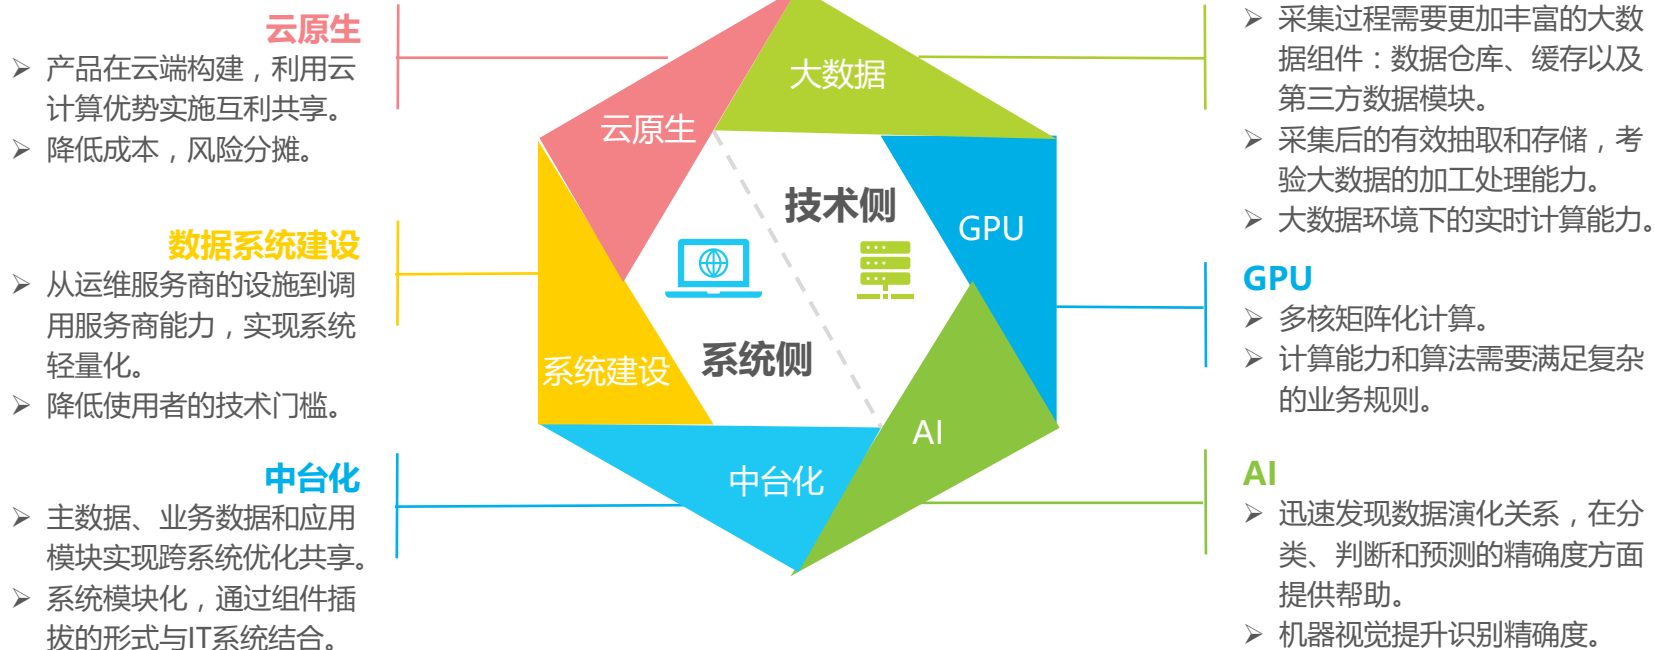 云原生
➢ 产品在云端构建，利用云
计算优势实施互利共享。
➢ 降低成本，风险分摊。
数据系统建设
➢ 从运维服务商的设施到调
用服务商能力，实现系统
轻量化。
➢ 降低使用者的技术门槛。
中台化
➢ 主数据、业务数据和应用
模块实现跨系统优化共享。
➢ 系统模块化，通过组件插
拔的形式与IT系统结合。
大数据
云原生
技术侧
GPU
系统侧
系统建设
AI
中台化
➢ 采集过程需要更加丰富的大数
据组件：数据仓库、缓存以及
第三方数据模块。
➢ 采集后的有效抽取和存储，考
验大数据的加工处理能力。
➢ 大数据环境下的实时计算能力。
GPU
➢ 多核矩阵化计算。
➢ 计算能力和算法需要满足复杂
的业务规则。
AI
➢ 迅速发现数据演化关系，在分
类、判断和预测的精确度方面
提供帮助。
➢ 机器视觉提升识别精确度。